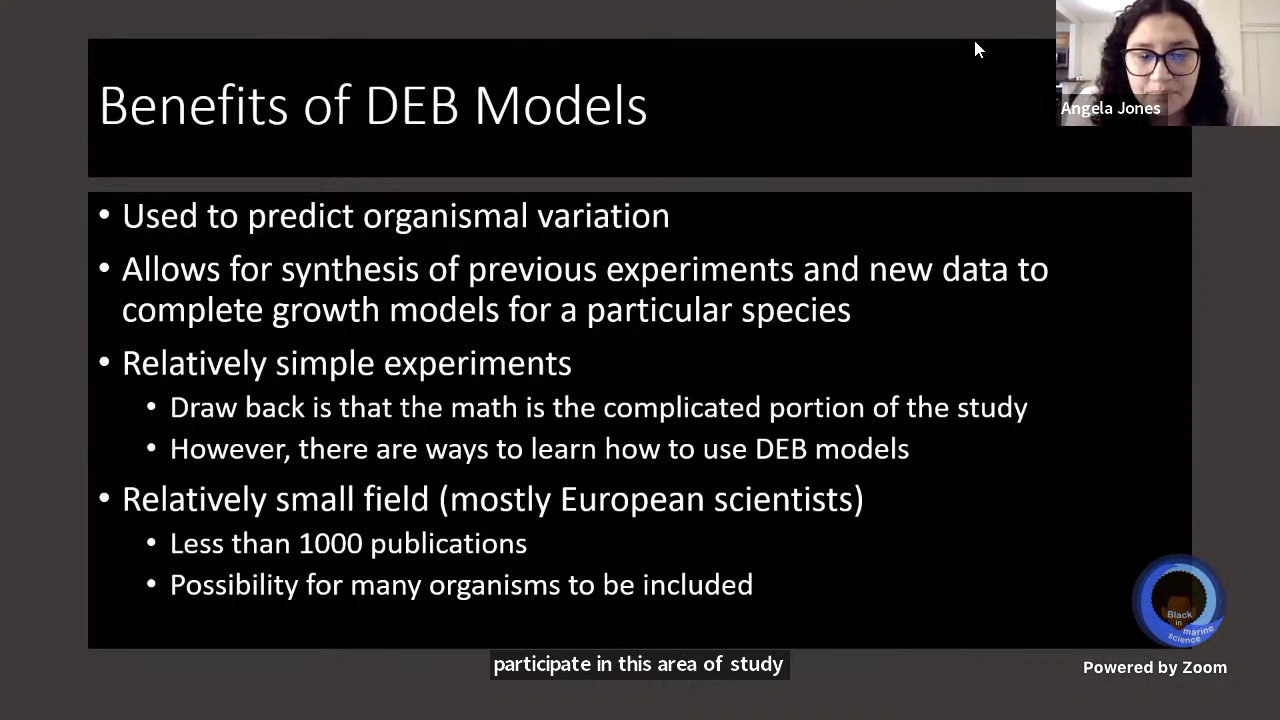 Benefits of DEB Models
Angela Jones
• Used to predict organismal variation
• Allows for synthesis of previous experiments and new data to
complete growth models for a particular species
• Relatively simple experiments
• Draw back is that the math is the complicated portion of the study
• However, there are ways to learn how to use DEB models
• Relatively small field (mostly European scientists)
• Less than 1000 publications
• Possibility for many organisms to be included
Black
in
marine
science
participate in this area of study
Powered by Zoom